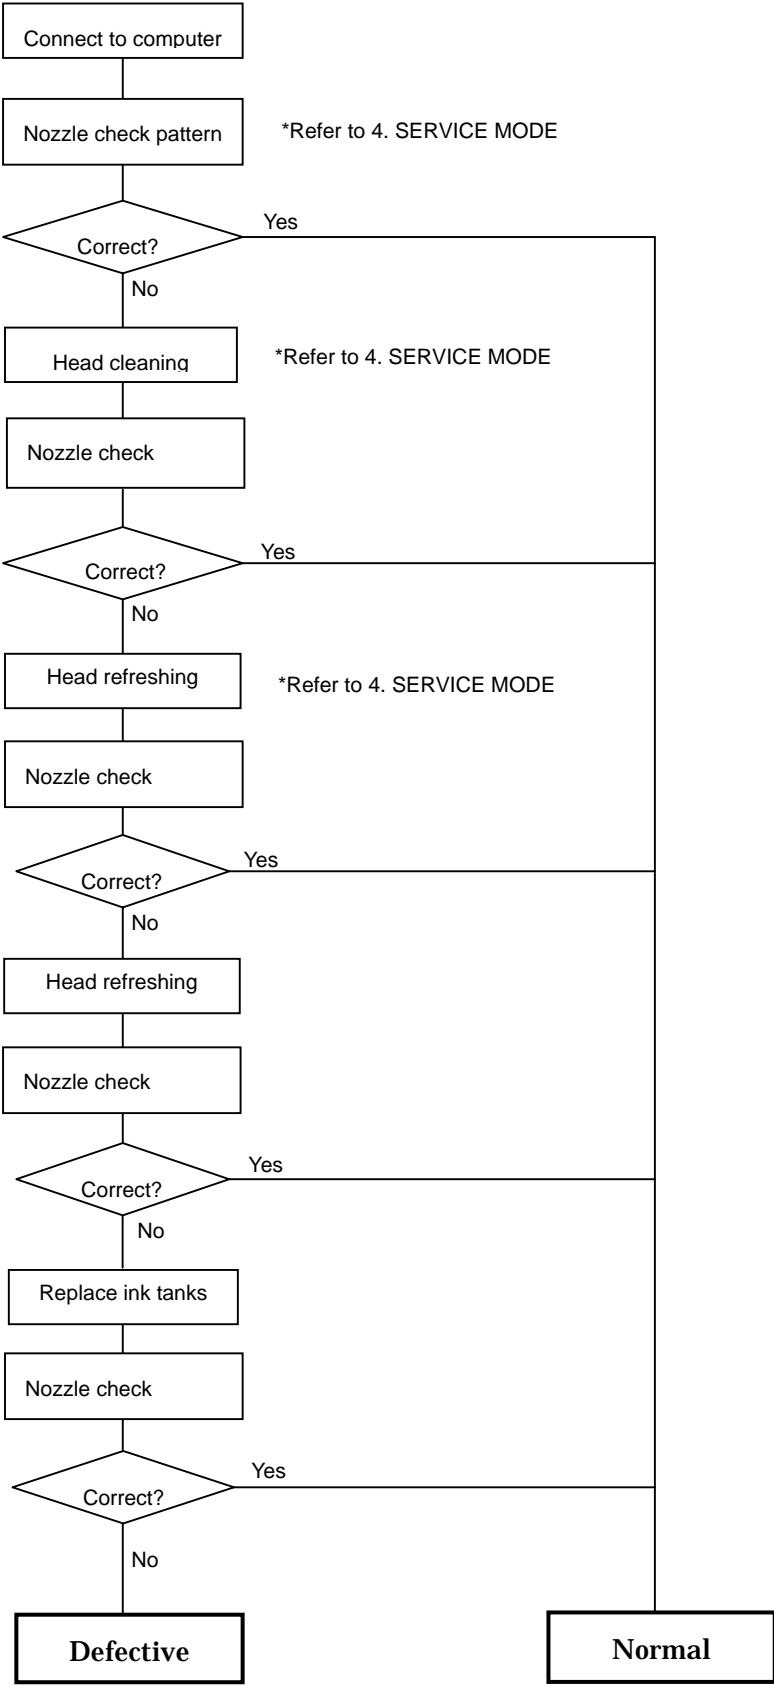 Connect to computer
Nozzle check pattern
*Refer to 4. SERVICE MODE
Yes
Correct?
No
Head cleaning
*Refer to 4. SERVICE MODE
Nozzle check
Yes
Correct?
No
Head refreshing
*Refer to 4. SERVICE MODE
Nozzle check
Yes
Correct?
No
Head refreshing
Nozzle check
Yes
Correct?
No
Replace ink tanks
Nozzle check
Yes
Correct?
No
Defective
Normal